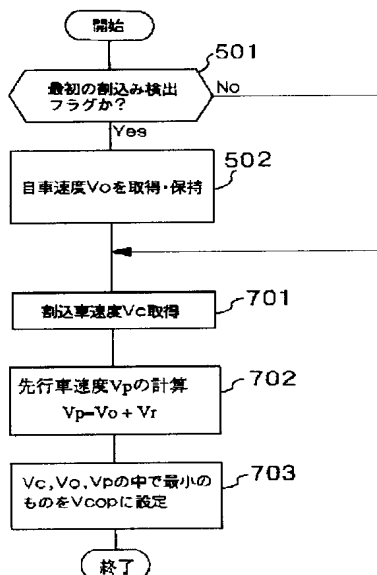 開始
501
最初の割込み検出
フラグか?
No
Yes
502
自車速度Voを取得・保持
701
割込車速度Vc取得
702
先行車速度Vpの計算
Vp=Vo + Vr
703
Vc,Vo,Vpの中で最小の
ものをVcopに設定
終了